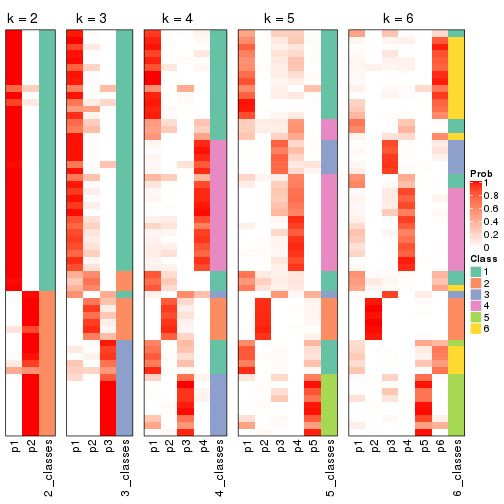 k = 2
k = 3
k = 4
k = 5
k = 6
p1
p2
2_classes
p1
p2
p3
3_classes
p1
p2
p3
p4
4_classes
p1
p2
p3
p4
p5
5_classes
p1
p2
p3
p4
p5
p6
6_classes
Prob
1
0.8
0.6
0.4
0.2
0
Class
1
2
3
4
5
6